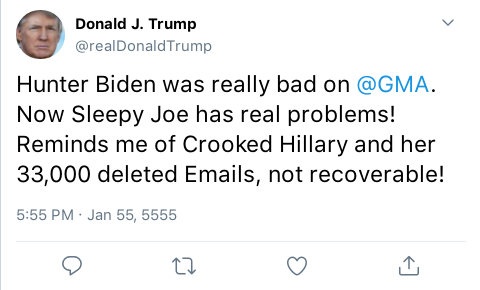 Donald J. Trump
@realDonaldTrump
Hunter Biden was really bad on @GMA.
Now Sleepy Joe has real problems!
Reminds me of Crooked Hillary and her
33,000 deleted Emails, not recoverable!
5:55 PM · Jan 55, 5555